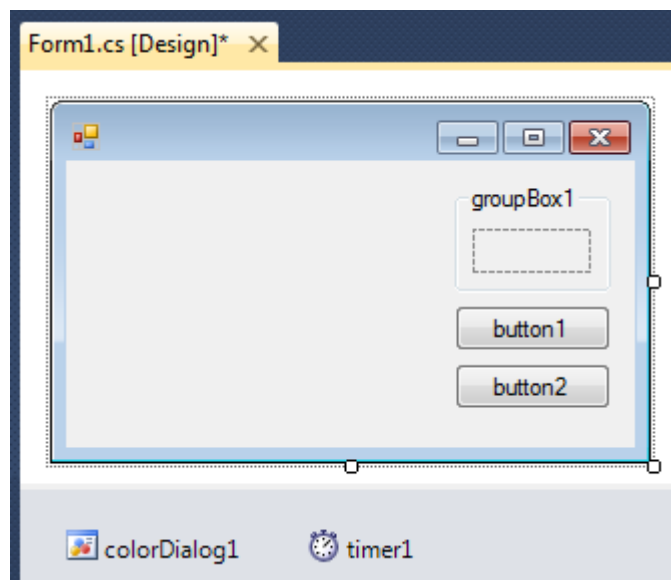 Form1.cs [Design]*
groupBox1
button1
button2
colorDialog1 timer1